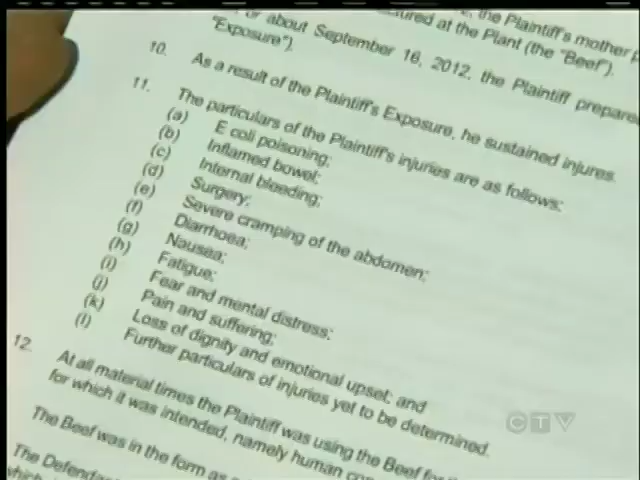 the Plaintiff's mother
at the Plant (the "Beef").
or about September 16, 2012, the Plaintiff prepared
"Exposure").
10. As a result of the Plaintiff's Exposure, he sustained injures.
11. The particulars of the Plaintiff's injuries are as follows:
(a) E coli poisoning;
(b) Inflamed bowel;
(c) Internal bleeding;
(d) Surgery;
(e) Severe cramping of the abdomen;
(f) Diarrhoea;
(g) Nausea;
(h) Fatigue;
(i) Fear and mental distress;
(j) Pain and suffering;
(k) Loss of dignity and emotional upset; and
(l) Further particulars of injuries yet to be determined.
12. At all material times the Plaintiff was using the Beef for
for which it was intended, namely human
The Beef was in the form as
The
which
CTV